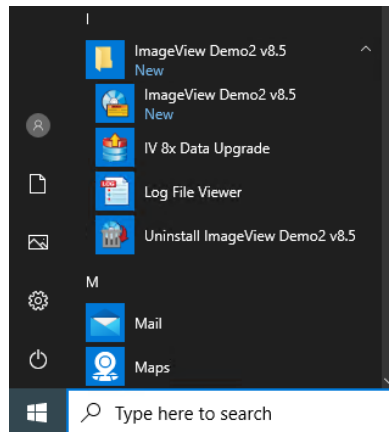 I
ImageView Demo2 v8.5
New
ImageView Demo2 v8.5
New
IV 8x Data Upgrade
LOG
Log File Viewer
Uninstall ImageView Demo2 v8.5
M
Mail
Maps
Type here to search